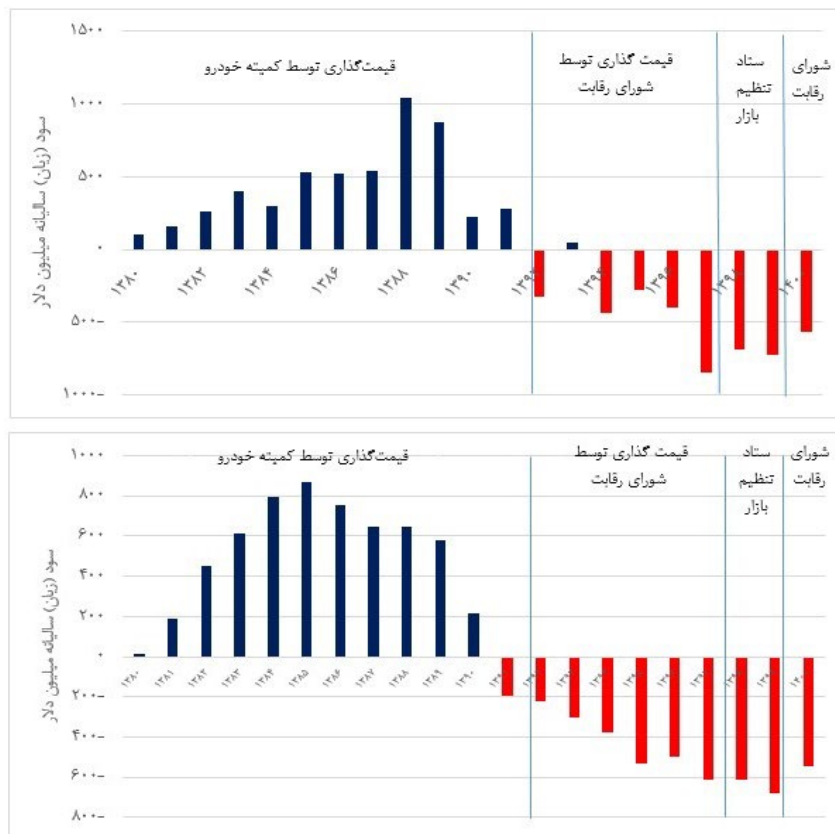 ۱۵۰۰
۱۰۰۰
۵۰۰
۰
۵۰۰-
۱۰۰۰-
سود (زیان) سالیانه میلیون دلار
قیمت‌گذاری توسط کمیته خودرو
قیمت گذاری توسط
شورای رقابت
ستاد
تنظیم
بازار
شورای
رقابت
۱۳۸۰
۱۳۸۲
۱۳۸۴
۱۳۸۶
۱۳۸۸
۱۳۹۰
۱۳۹۴
۱۰۰۰
۸۰۰
۶۰۰
۴۰۰
۲۰۰
۰
۲۰۰-
۴۰۰-
۶۰۰-
۸۰۰-
سود (زیان) سالیانه میلیون دلار
قیمت‌گذاری توسط کمیته خودرو
قیمت گذاری توسط
شورای رقابت
ستاد
تنظیم
بازار
شورای
رقابت
۱۳۸۰
۱۳۸۱
۱۳۸۲
۱۳۸۳
۱۳۸۴
۱۳۸۵
۱۳۸۶
۱۳۸۷
۱۳۸۸
۱۳۸۹
۱۳۹۰